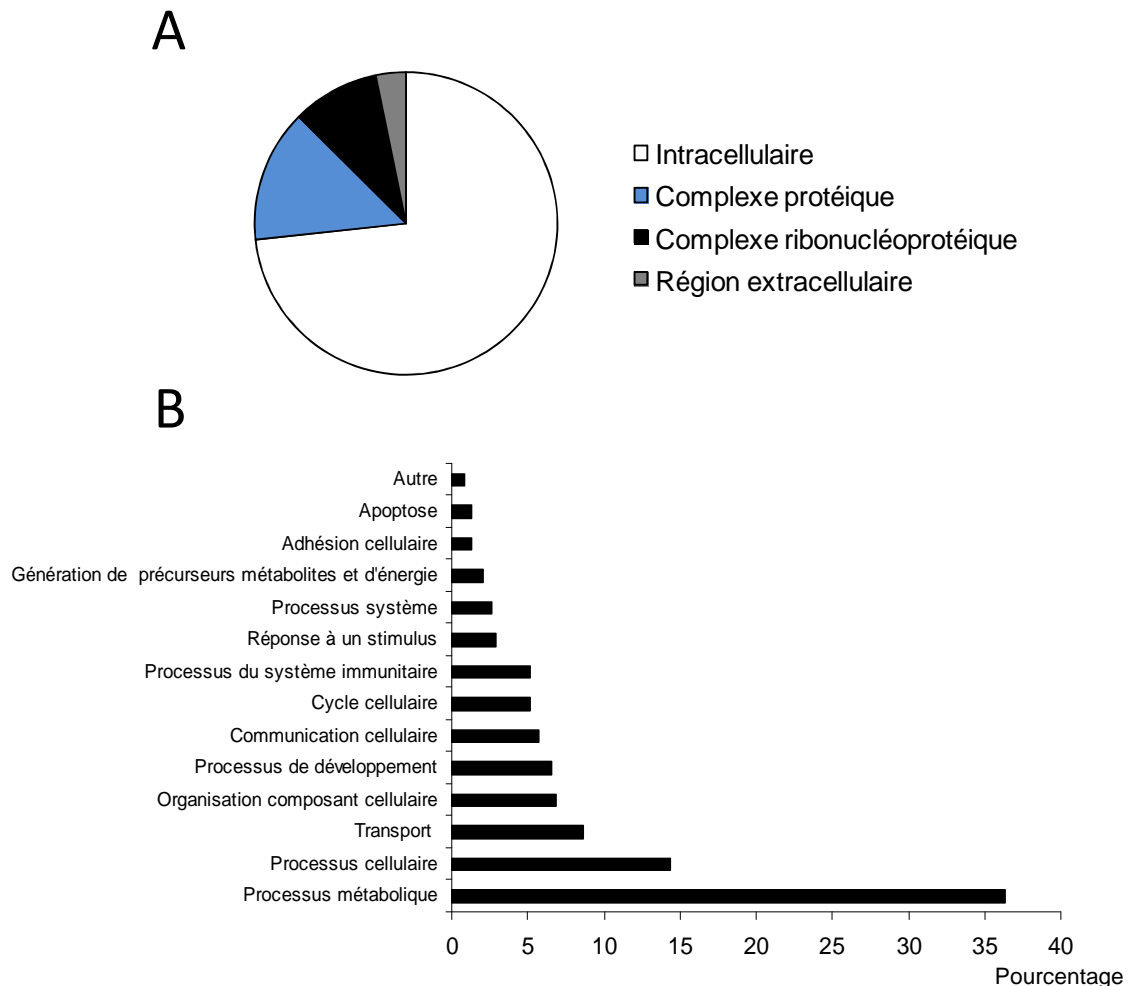 A
Intracellulaire
Complexe protéique
Complexe ribonucléoprotéique
Région extracellulaire
B
Autre
Apoptose
Adhésion cellulaire
Génération de précurseurs métabolites et d'énergie
Processus système
Réponse à un stimulus
Processus du système immunitaire
Cycle cellulaire
Communication cellulaire
Processus de développement
Organisation composant cellulaire
Transport
Processus cellulaire
Processus métabolique
0 5 10 15 20 25 30 35 40
Pourcentage